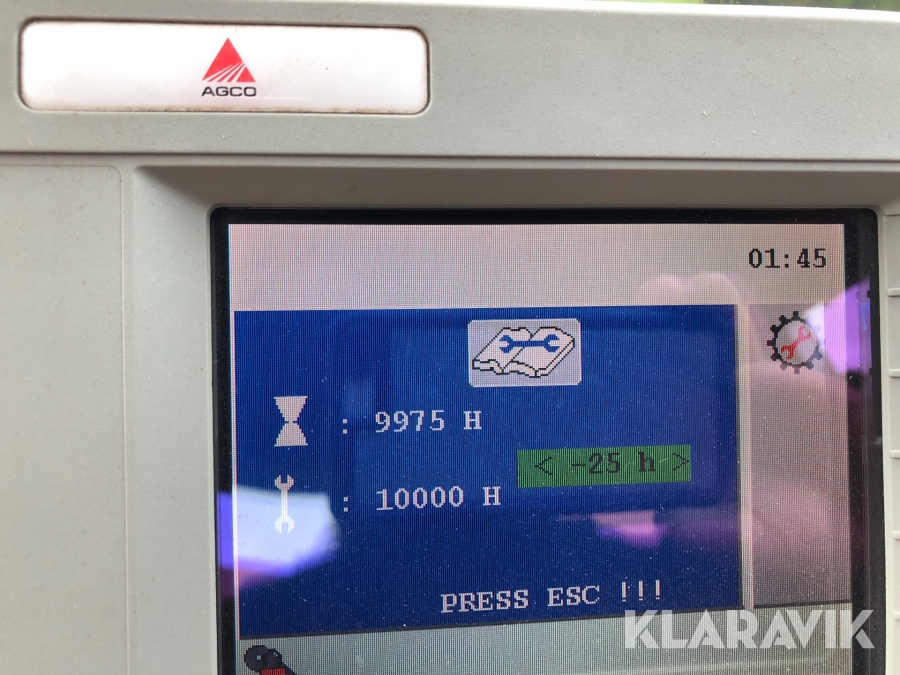 AGCO
01:45
: 9975 H
< -25 h >
: 10000 H
PRESS ESC !!!
KLARAVIK